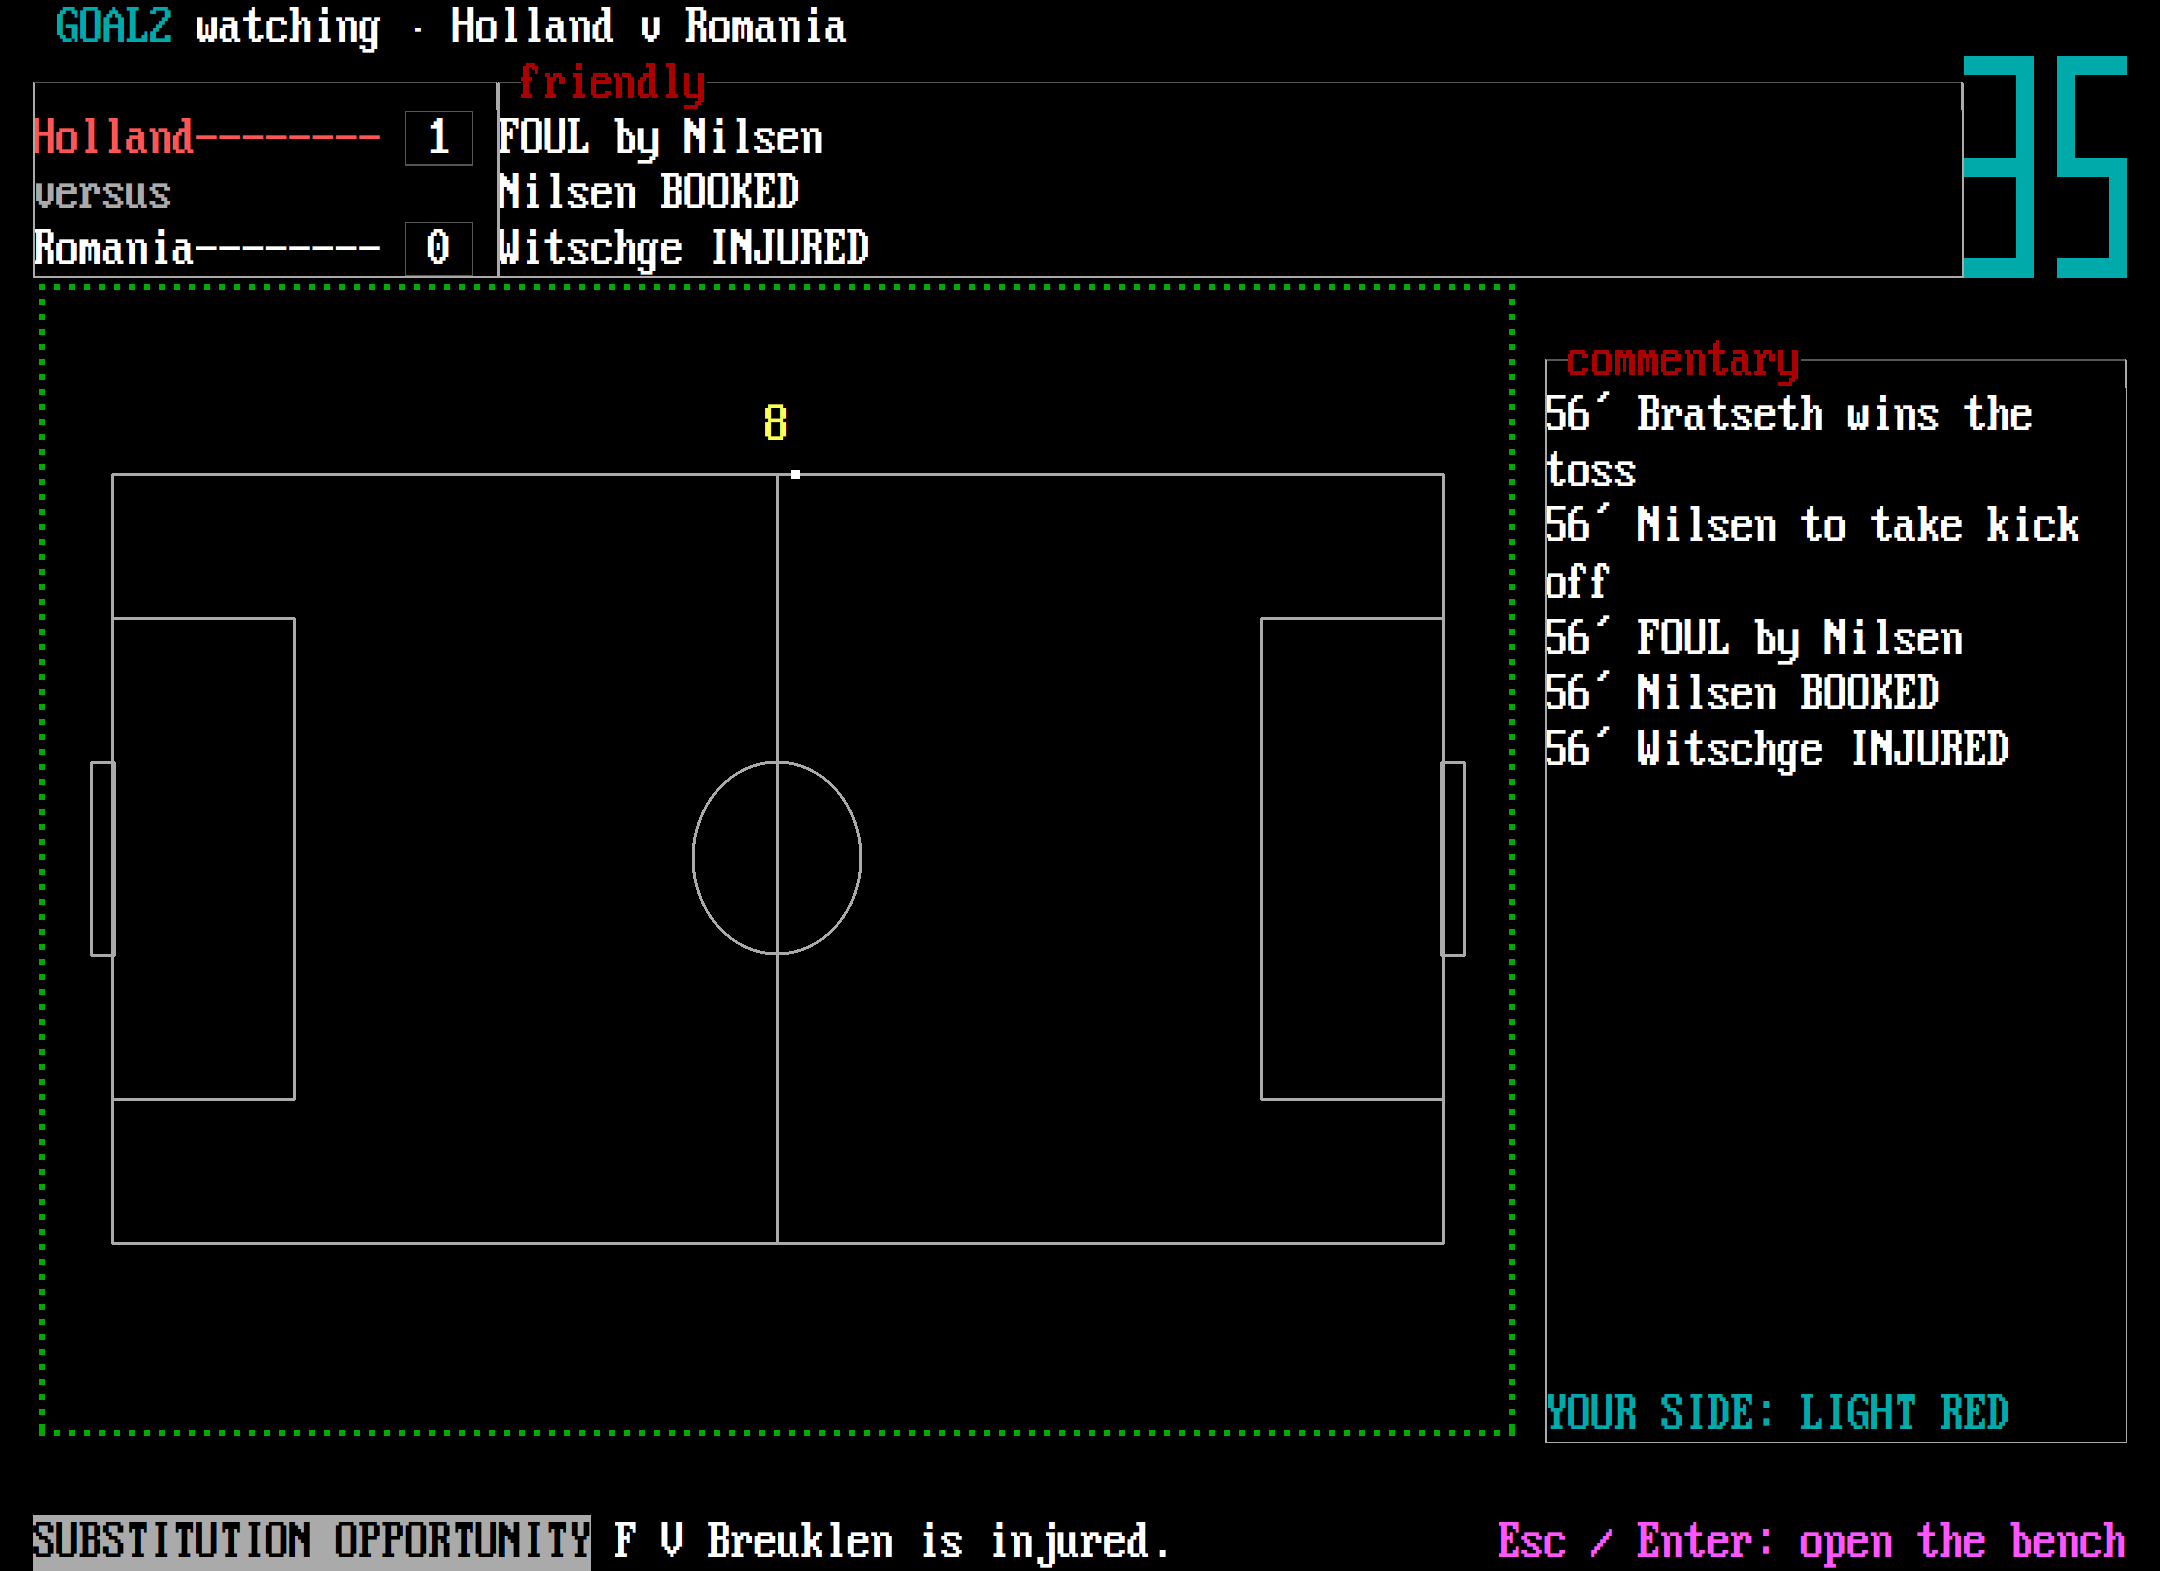 GOAL2 watching · Holland v Romania
friendly
35
Holland-------- 1
versus
Romania-------- 0
FOUL by Nilsen
Nilsen BOOKED
Witschge INJURED
8
commentary
56´ Bratseth wins the
toss
56´ Nilsen to take kick
off
56´ FOUL by Nilsen
56´ Nilsen BOOKED
56´ Witschge INJURED
YOUR SIDE: LIGHT RED
SUBSTITUTION OPPORTUNITY F V Breuklen is injured.
Esc / Enter: open the bench